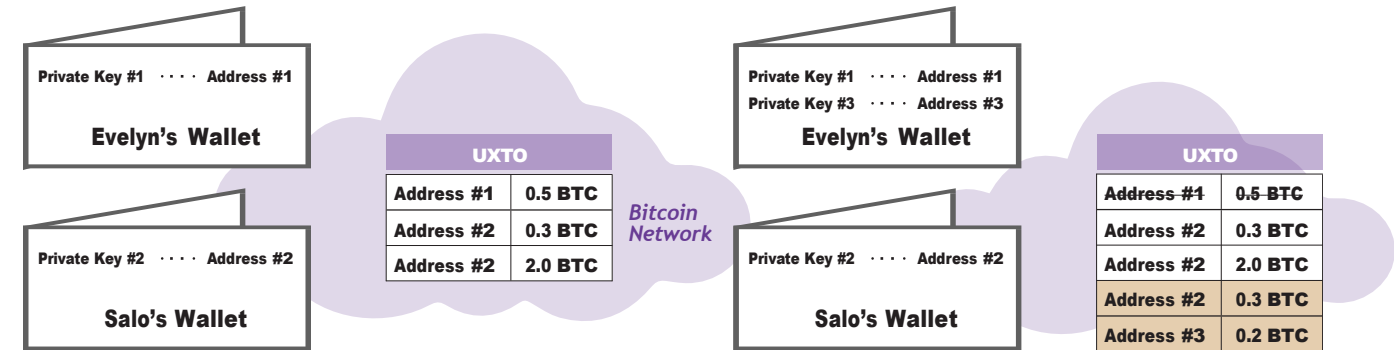 Private Key #1 ···· Address #1
Evelyn's Wallet
Private Key #2 ···· Address #2
Salo's Wallet
UXTO
Address #1 0.5 BTC
Address #2 0.3 BTC
Address #2 2.0 BTC
Bitcoin
Network
Private Key #1 ···· Address #1
Private Key #3 ···· Address #3
Evelyn's Wallet
Private Key #2 ···· Address #2
Salo's Wallet
UXTO
Address #1 0.5 BTC
Address #2 0.3 BTC
Address #2 2.0 BTC
Address #2 0.3 BTC
Address #3 0.2 BTC